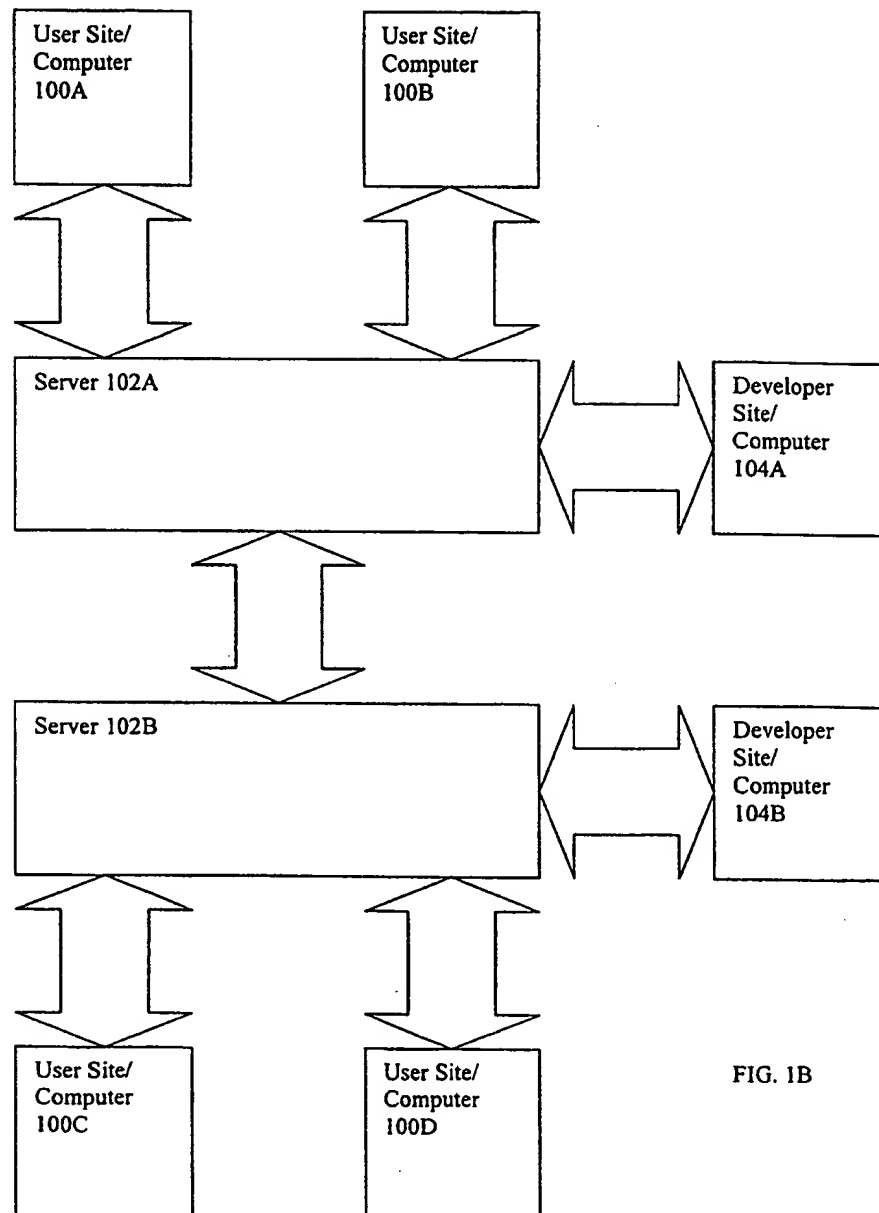 User Site/
Computer
100A
User Site/
Computer
100B
Server 102A
Developer
Site/
Computer
104A
Server 102B
Developer
Site/
Computer
104B
User Site/
Computer
100C
User Site/
Computer
100D
FIG. 1B